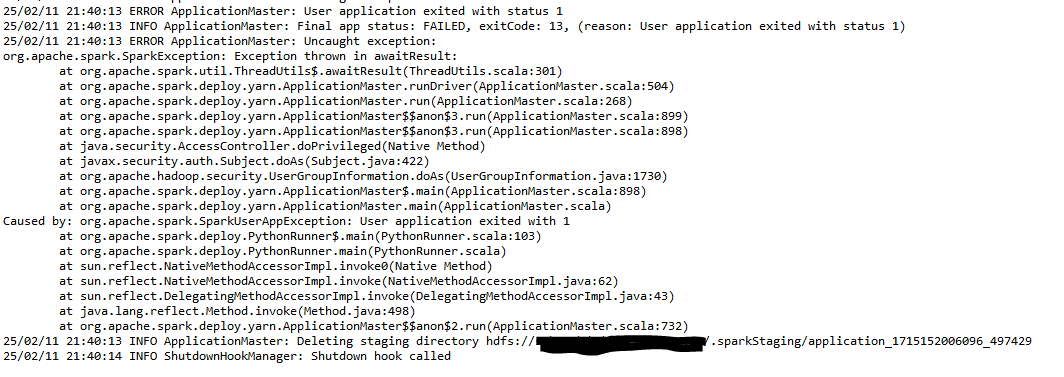 25/02/11 21:40:13 ERROR ApplicationMaster: User application exited with status 1
25/02/11 21:40:13 INFO ApplicationMaster: Final app status: FAILED, exitCode: 13, (reason: User application exited with status 1)
25/02/11 21:40:13 ERROR ApplicationMaster: Uncaught exception:
org.apache.spark.SparkException: Exception thrown in awaitResult:
at org.apache.spark.util.ThreadUtils$.awaitResult(ThreadUtils.scala:301)
at org.apache.spark.deploy.yarn.ApplicationMaster.runDriver(ApplicationMaster.scala:504)
at org.apache.spark.deploy.yarn.ApplicationMaster.run(ApplicationMaster.scala:268)
at org.apache.spark.deploy.yarn.ApplicationMaster$$anon$3.run(ApplicationMaster.scala:899)
at org.apache.spark.deploy.yarn.ApplicationMaster$$anon$3.run(ApplicationMaster.scala:898)
at java.security.AccessController.doPrivileged(Native Method)
at javax.security.auth.Subject.doAs(Subject.java:422)
at org.apache.hadoop.security.UserGroupInformation.doAs(UserGroupInformation.java:1730)
at org.apache.spark.deploy.yarn.ApplicationMaster$.main(ApplicationMaster.scala:898)
at org.apache.spark.deploy.yarn.ApplicationMaster.main(ApplicationMaster.scala)
Caused by: org.apache.spark.SparkUserAppException: User application exited with 1
at org.apache.spark.deploy.PythonRunner$.main(PythonRunner.scala:103)
at org.apache.spark.deploy.PythonRunner.main(PythonRunner.scala)
at sun.reflect.NativeMethodAccessorImpl.invoke0(Native Method)
at sun.reflect.NativeMethodAccessorImpl.invoke(NativeMethodAccessorImpl.java:62)
at sun.reflect.DelegatingMethodAccessorImpl.invoke(DelegatingMethodAccessorImpl.java:43)
at java.lang.reflect.Method.invoke(Method.java:498)
at org.apache.spark.deploy.yarn.ApplicationMaster$$anon$2.run(ApplicationMaster.scala:732)
25/02/11 21:40:13 INFO ApplicationMaster: Deleting staging directory hdfs:// /.sparkStaging/application_1715152006096_497429
25/02/11 21:40:14 INFO ShutdownHookManager: Shutdown hook called